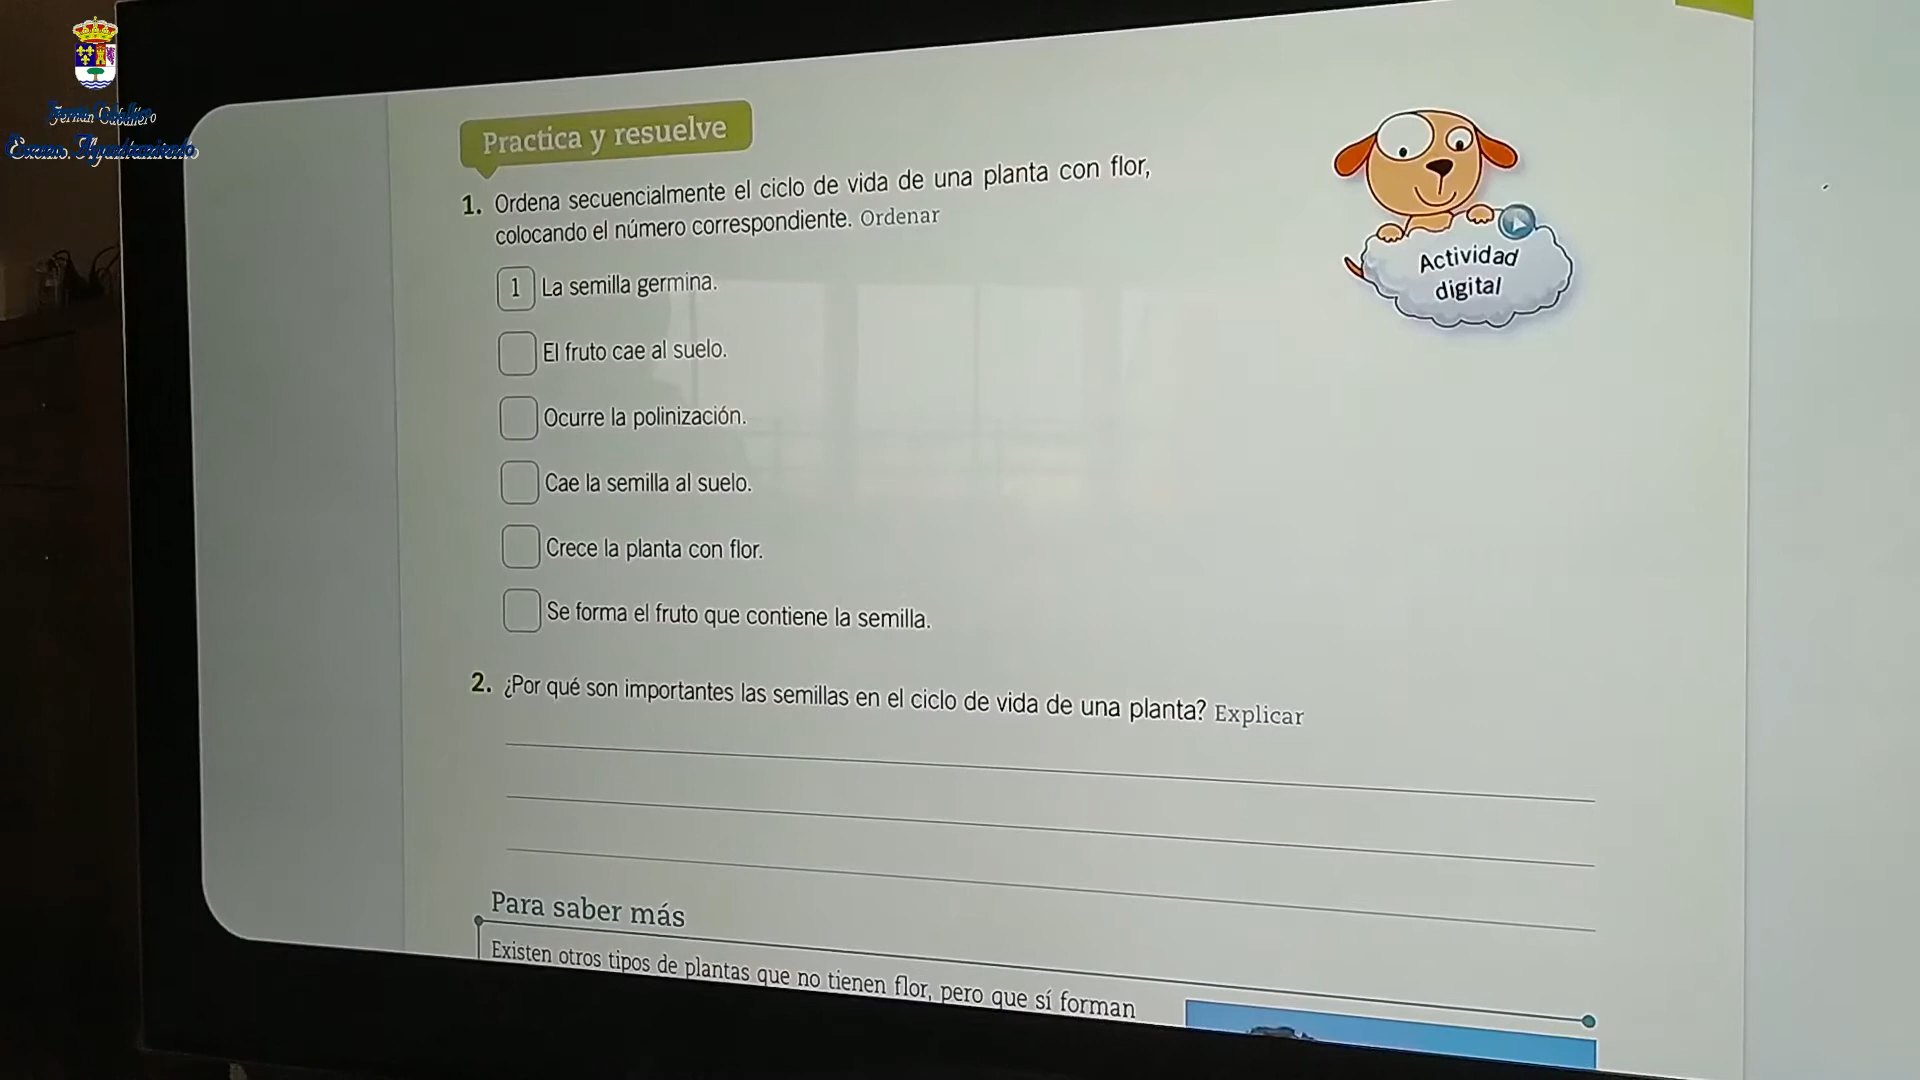 Fernán Caballero
Excmo. Ayuntamiento
Practica y resuelve
1. Ordena secuencialmente el ciclo de vida de una planta con flor,
colocando el número correspondiente. Ordenar
1 La semilla germina.
El fruto cae al suelo.
Ocurre la polinización.
Cae la semilla al suelo.
Crece la planta con flor.
Se forma el fruto que contiene la semilla.
Actividad
digital
2. ¿Por qué son importantes las semillas en el ciclo de vida de una planta? Explicar
Para saber más
Existen otros tipos de plantas que no tienen flor, pero que sí forman